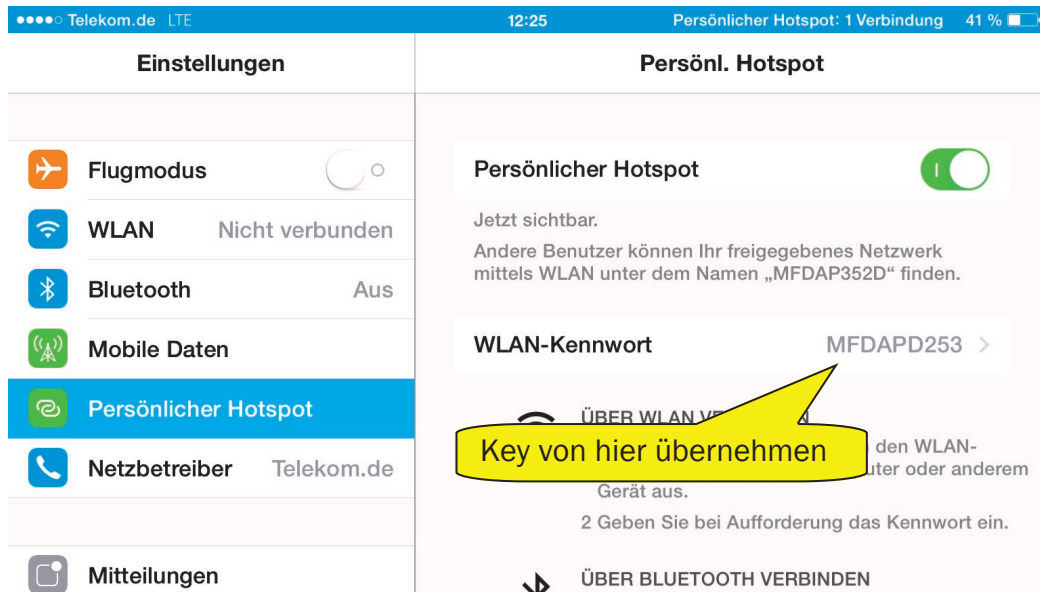 Telekom.de LTE 12:25 Persönlicher Hotspot: 1 Verbindung 41 %
Einstellungen
Persönl. Hotspot
Flugmodus
WLAN Nicht verbunden
Bluetooth Aus
Mobile Daten
Persönlicher Hotspot
Netzbetreiber Telekom.de
Mitteilungen
Persönlicher Hotspot
Jetzt sichtbar.
Andere Benutzer können Ihr freigegebenes Netzwerk
mittels WLAN unter dem Namen „MFDAP352D“ finden.
WLAN-Kennwort MFDAPD253
ÜBER WLAN
Key von hier übernehmen
den WLAN-
oder anderem
Gerät aus.
2 Geben Sie bei Aufforderung das Kennwort ein.
ÜBER BLUETOOTH VERBINDEN